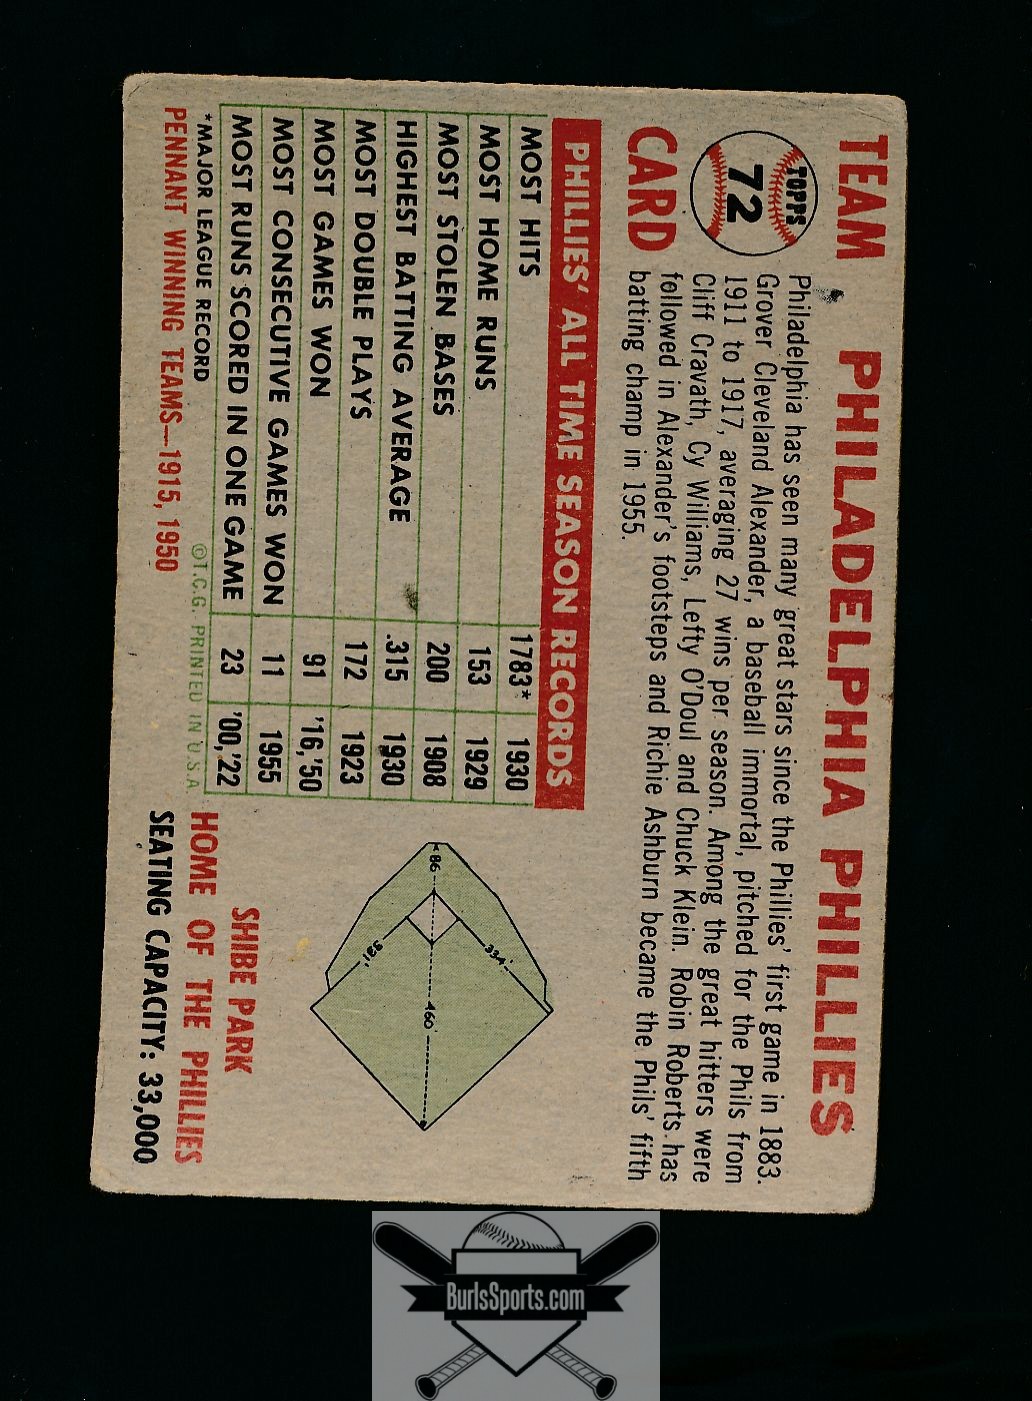 TEAM PHILADELPHIA PHILLIES
TOPPS
72
CARD
Philadelphia has seen many great stars since the Phillies' first game in 1883.
Grover Cleveland Alexander, a baseball immortal, pitched for the Phils from
1911 to 1917, averaging 27 wins per season. Among the great hitters were
Cliff Cravath, Cy Williams, Lefty O'Doul and Chuck Klein. Robin Roberts has
followed in Alexander's footsteps and Richie Ashburn became the Phils' fifth
batting champ in 1955.
PHILLIES' ALL TIME SEASON RECORDS
MOST HITS 1783* 1930
MOST HOME RUNS 153 1929
MOST STOLEN BASES 200 1908
HIGHEST BATTING AVERAGE .315 1930
MOST DOUBLE PLAYS 172 1923
MOST GAMES WON 91 '16,'50
MOST CONSECUTIVE GAMES WON 11 1955
MOST RUNS SCORED IN ONE GAME 23 '00,'22
*MAJOR LEAGUE RECORD
©T.C.G. PRINTED IN U.S.A.
PENNANT WINNING TEAMS—1915, 1950
334'
86
460'
331'
SHIBE PARK
HOME OF THE PHILLIES
SEATING CAPACITY: 33,000
BurlsSports.com